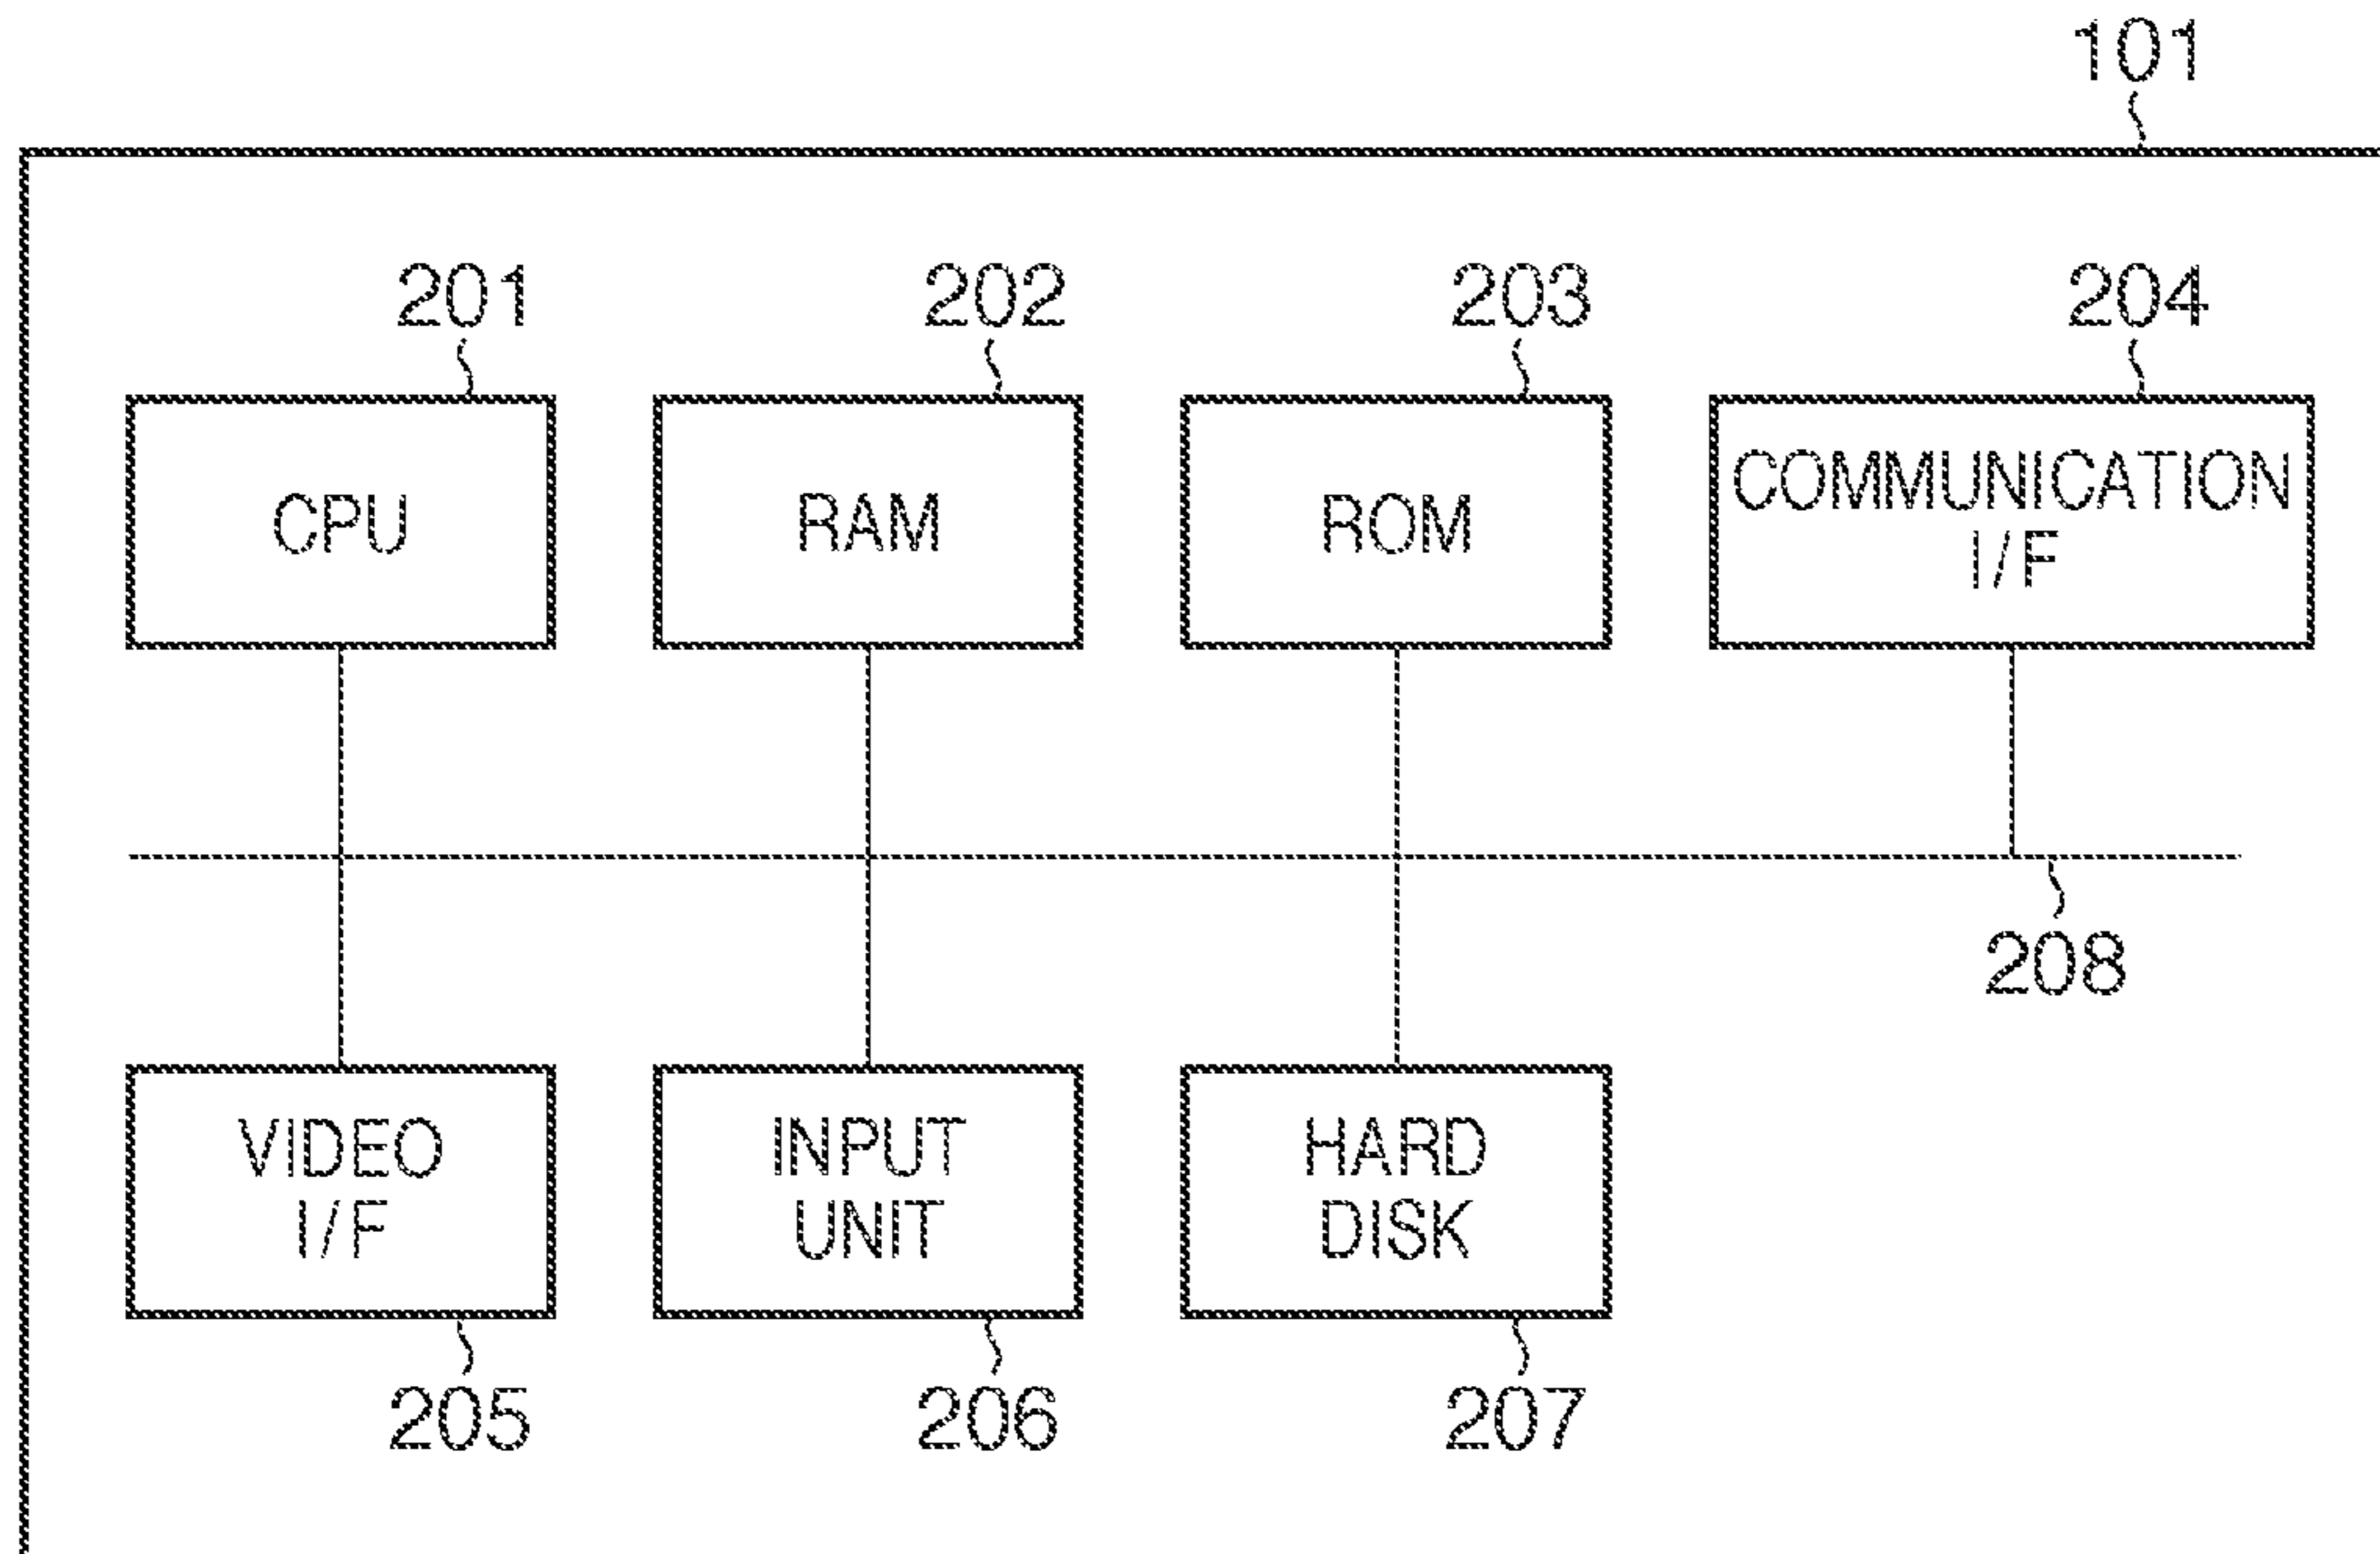 101
201
202
203
204
CPU
RAM
ROM
COMMUNICATION
I/F
208
VIDEO
I/F
INPUT
UNIT
HARD
DISK
205
206
207